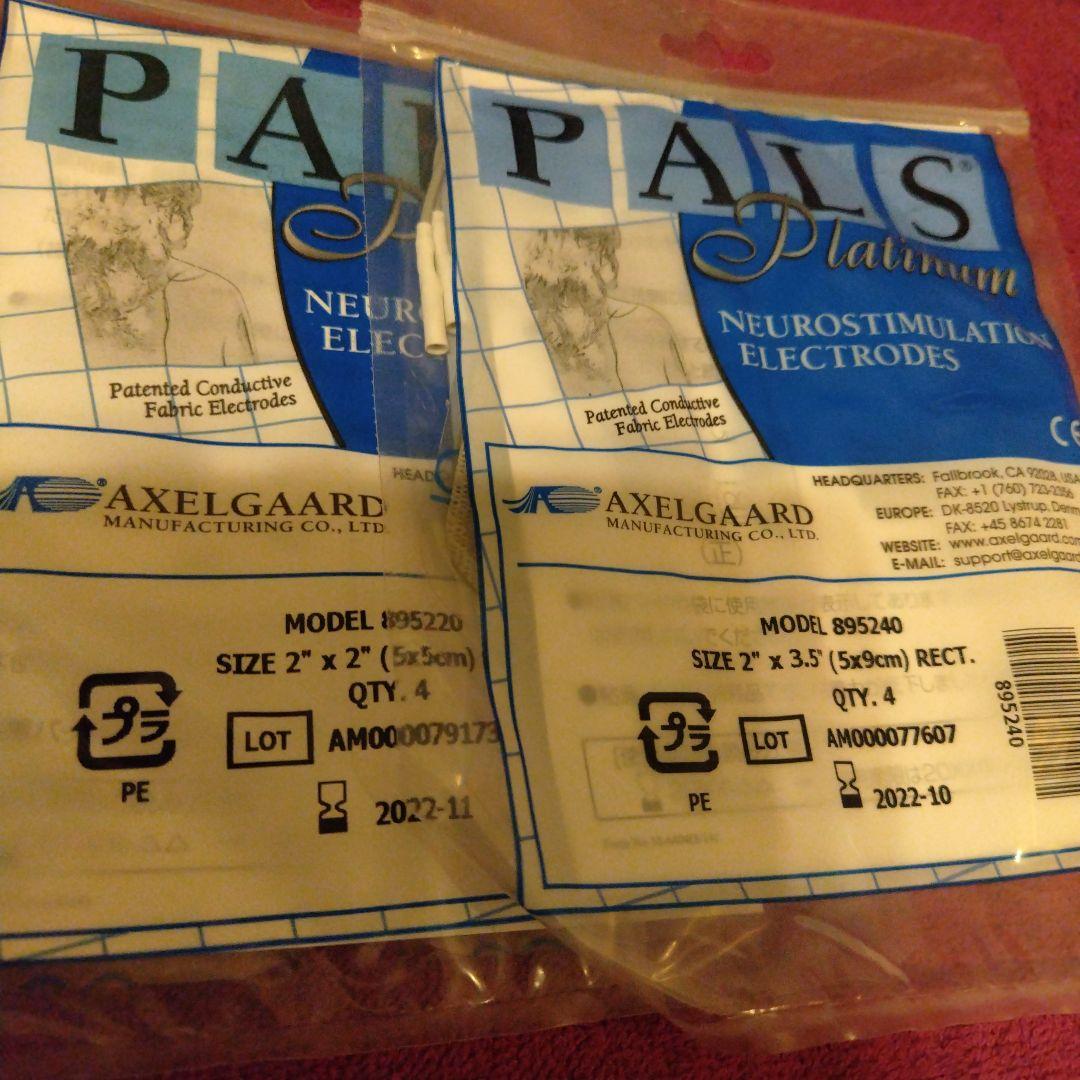 PA
P
NEUR
ELEC
Patented Conductive
Fabric Electrodes
HEAD
AXELGAARD
MANUFACTURING CO., LTD
MODEL 895220
SIZE 2" x 2" (5x5cm)
QTY. 4
プラ
PE
LOT
AM000079173
2022-11
PALS®
Platinum
NEUROSTIMULATION
ELECTRODES
Patented Conductive
Fabric Electrodes
CE
AXELGAARD
MANUFACTURING CO., LTD.
HEADQUARTERS: Fallbrook, CA 92028, USA
FAX: +1 (760) 723-2356
EUROPE: DK-8520 Lystrup, Denm
FAX: +45 8674 2281
WEBSITE: www.axelgaard.com
E-MAIL: support@axelgaard
MODEL 895240
SIZE 2" x 3.5" (5x9cm) RECT.
QTY. 4
プラ
PE
LOT
AM000077607
2022-10
895240